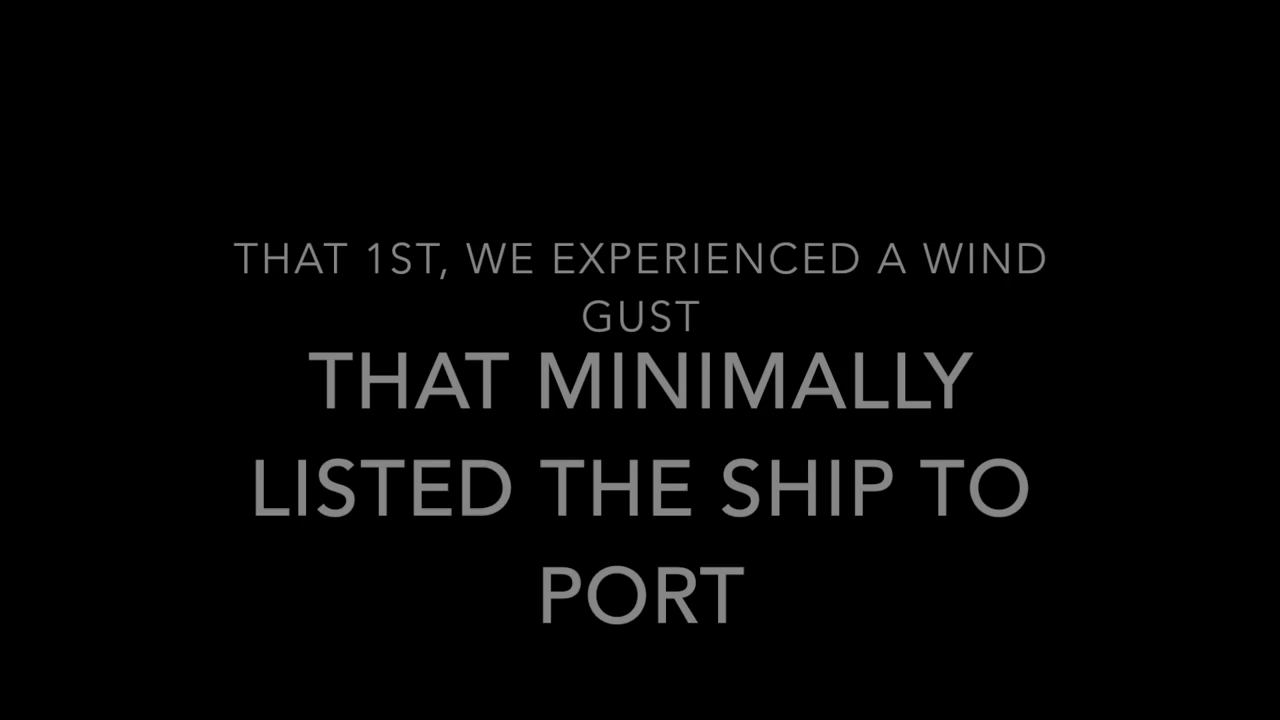 THAT 1ST, WE EXPERIENCED A WIND
GUST
THAT MINIMALLY
LISTED THE SHIP TO
PORT